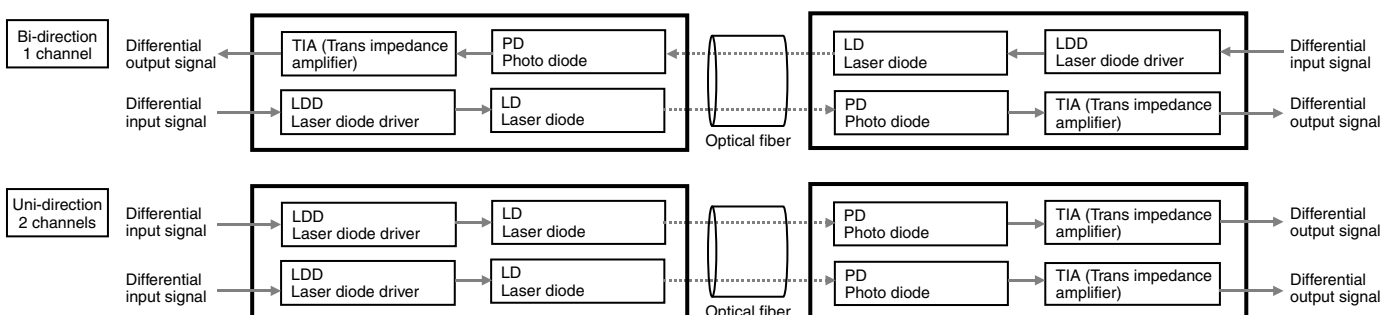 Bi-direction
1 channel
Differential
output signal
TIA (Trans impedance
amplifier)
PD
Photo diode
LD
Laser diode
LDD
Laser diode driver
Differential
input signal
Differential
input signal
LDD
Laser diode driver
LD
Laser diode
PD
Photo diode
TIA (Trans impedance
amplifier)
Differential
output signal
Optical fiber
Uni-direction
2 channels
Differential
input signal
LDD
Laser diode driver
LD
Laser diode
PD
Photo diode
TIA (Trans impedance
amplifier)
Differential
output signal
Differential
input signal
LDD
Laser diode driver
LD
Laser diode
PD
Photo diode
TIA (Trans impedance
amplifier)
Differential
output signal
Optical fiber